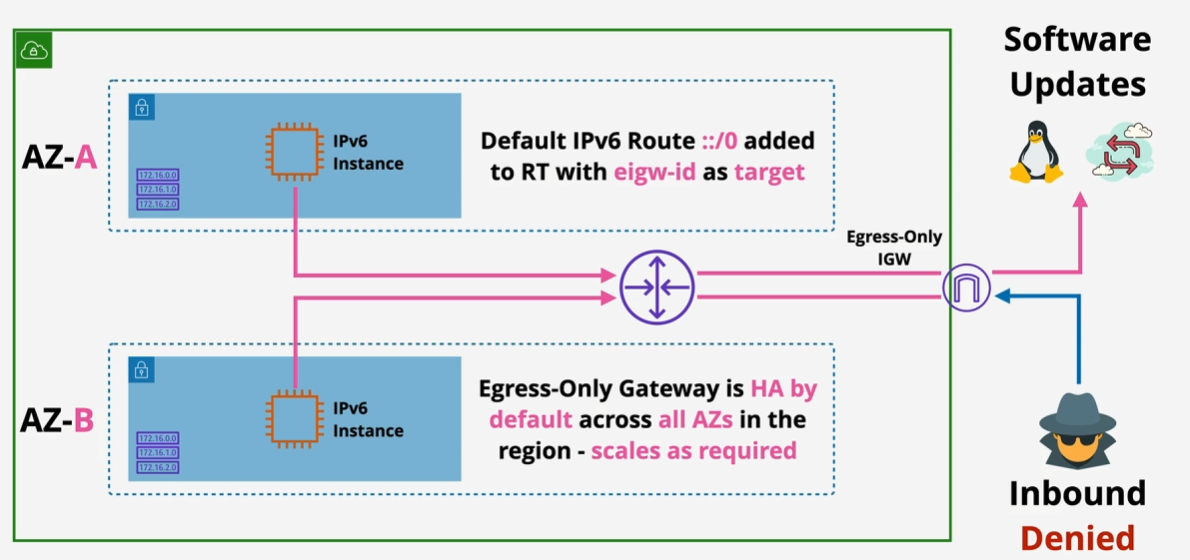 Software
Updates
AZ-A
IPv6
Instance
172.16.0.0
172.16.1.0
172.16.2.0
Default IPv6 Route ::/0 added
to RT with eigw-id as target
Egress-Only
IGW
AZ-B
IPv6
Instance
172.16.0.0
172.16.1.0
172.16.2.0
Egress-Only Gateway is HA by
default across all AZs in the
region - scales as required
Inbound
Denied